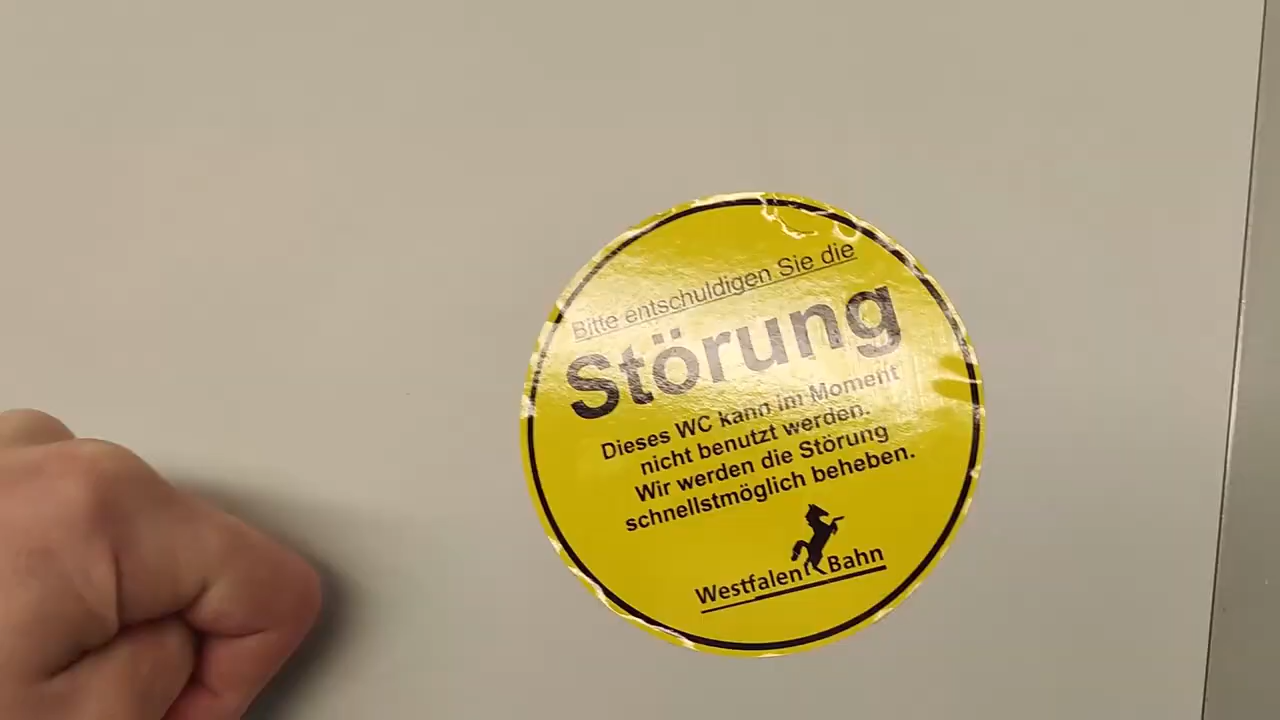 Bitte entschuldigen Sie die
Störung
Dieses WC kann im Moment
nicht benutzt werden.
Wir werden die Störung
schnellstmöglich beheben.
Westfalen Bahn